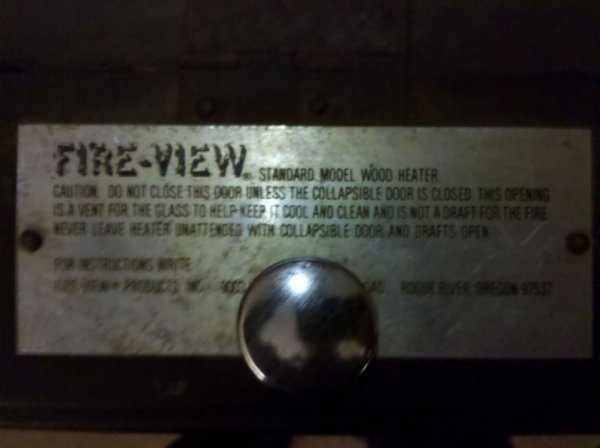 FIRE-VIEW® STANDARD MODEL WOOD HEATER
CAUTION: DO NOT CLOSE THIS DOOR UNLESS THE COLLAPSIBLE DOOR IS CLOSED. THIS OPENING
IS A VENT FOR THE GLASS TO HELP KEEP IT COOL AND CLEAN AND IS NOT A DRAFT FOR THE FIRE.
NEVER LEAVE HEATER UNATTENDED WITH COLLAPSIBLE DOOR AND DRAFTS OPEN.
FOR INSTRUCTIONS WRITE
FIRE-VIEW® PRODUCTS INC. ROGUE RIVER, OREGON 97537